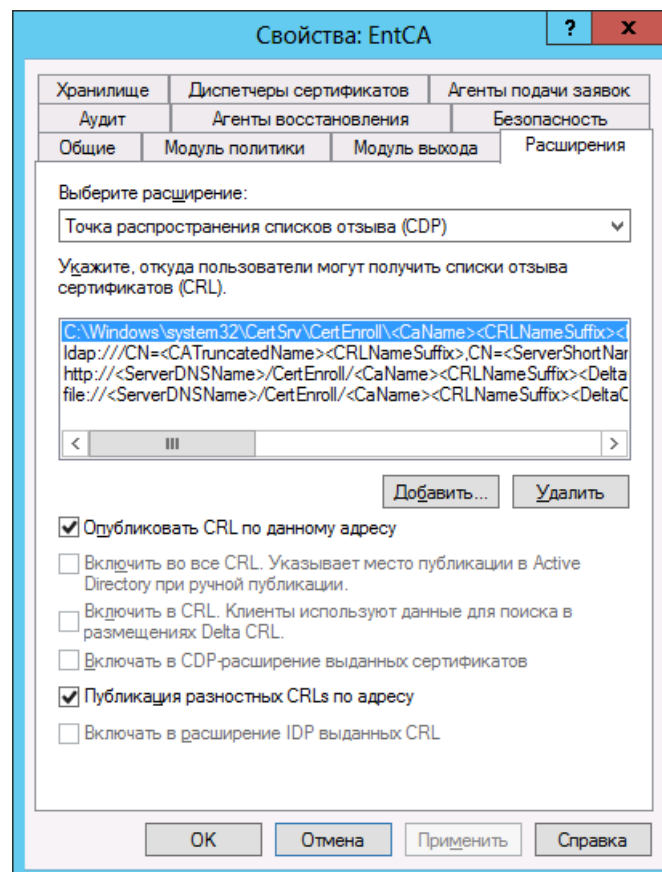 Свойства: EntCA
?
x
Хранилище
Диспетчеры сертификатов
Агенты подачи заявок
Аудит
Агенты восстановления
Безопасность
Общие
Модуль политики
Модуль выхода
Расширения
Выберите расширение:
Точка распространения списков отзыва (CDP)
Укажите, откуда пользователи могут получить списки отзыва
сертификатов (CRL).
C:\Windows\system32\CertSrv\CertEnroll\<CaName><CRLNameSuffix><
ldap:///CN=<CATruncatedName><CRLNameSuffix>,CN=<ServerShortNar
http://<ServerDNSName>/CertEnroll/<CaName><CRLNameSuffix><Delta
file://<ServerDNSName>/CertEnroll/<CaName><CRLNameSuffix><DeltaC
Добавить...
Удалить
Опубликовать CRL по данному адресу
Включить во все CRL. Указывает место публикации в Active
Directory при ручной публикации.
Включить в CRL. Клиенты используют данные для поиска в
размещениях Delta CRL.
Включать в CDP-расширение выданных сертификатов
Публикация разностных CRLs по адресу
Включать в расширение IDP выданных CRL
OK
Отмена
Применить
Справка